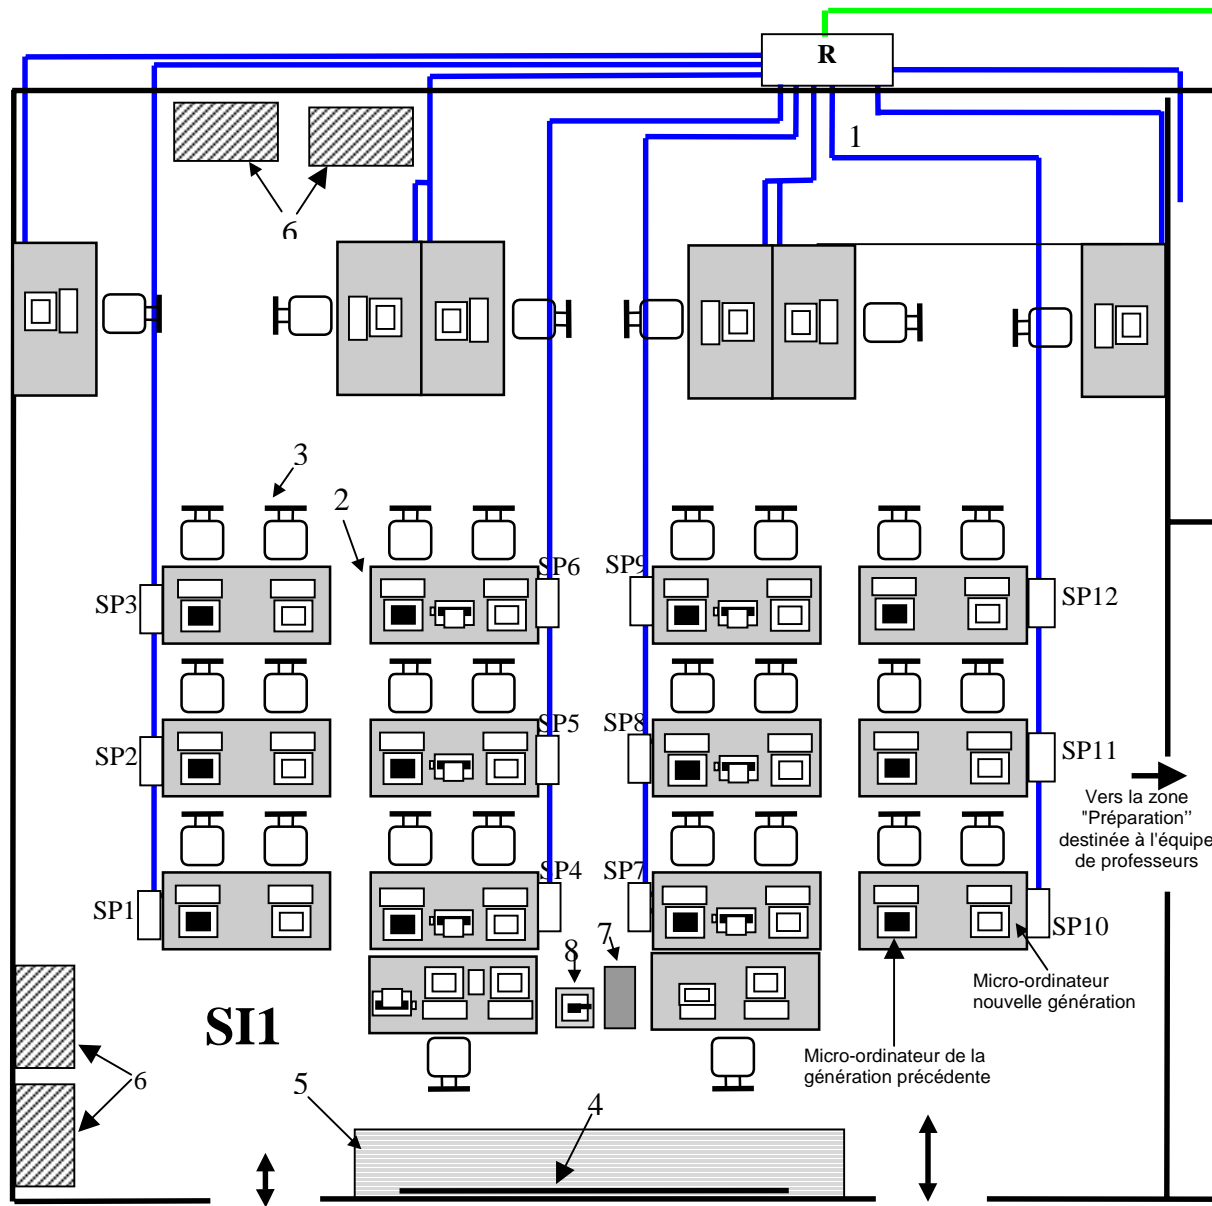 R
1
6
3
2
SP6
SP9
SP3
SP12
SP5
SP8
SP2
SP11
Vers la zone
"Préparation"
destinée à l'équipe
de professeurs
SP4
SP7
SP1
SP10
7
8
Micro-ordinateur
nouvelle génération
SI1
Micro-ordinateur de la
génération précédente
6
5
4